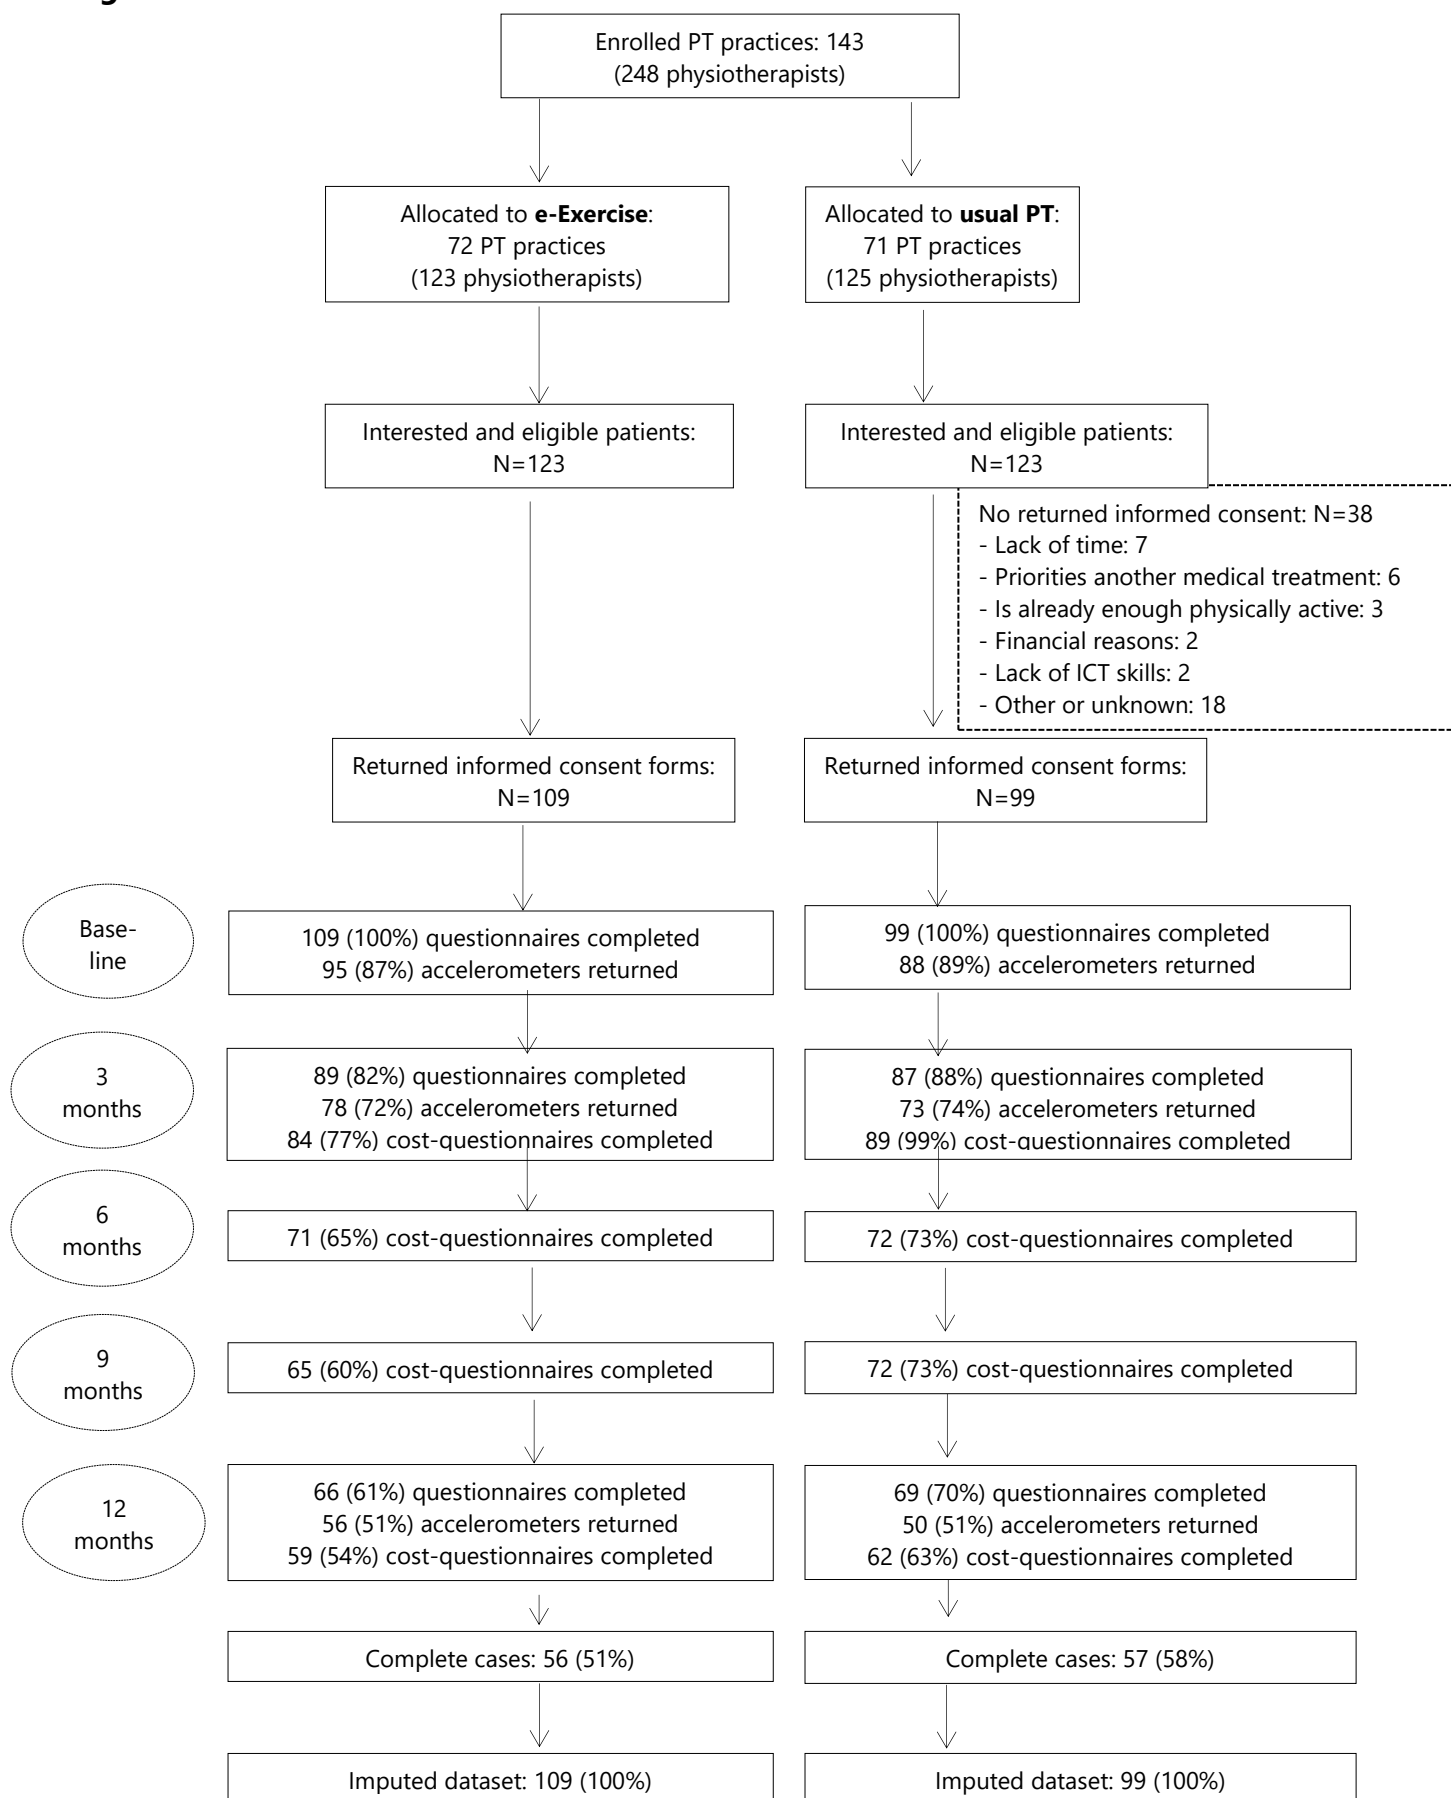 Enrolled PT practices: 143
(248 physiotherapists)
Allocated to e-Exercise:
72 PT practices
(123 physiotherapists)
Allocated to usual PT:
71 PT practices
(125 physiotherapists)
Interested and eligible patients:
N=123
Interested and eligible patients:
N=123
No returned informed consent: N=38
- Lack of time: 7
- Priorities another medical treatment: 6
- Is already enough physically active: 3
- Financial reasons: 2
- Lack of ICT skills: 2
- Other or unknown: 18
Returned informed consent forms:
N=109
Returned informed consent forms:
N=99
Base-
line
109 (100%) questionnaires completed
95 (87%) accelerometers returned
99 (100%) questionnaires completed
88 (89%) accelerometers returned
3
months
89 (82%) questionnaires completed
78 (72%) accelerometers returned
84 (77%) cost-questionnaires completed
87 (88%) questionnaires completed
73 (74%) accelerometers returned
89 (99%) cost-questionnaires completed
6
months
71 (65%) cost-questionnaires completed
72 (73%) cost-questionnaires completed
9
months
65 (60%) cost-questionnaires completed
72 (73%) cost-questionnaires completed
12
months
66 (61%) questionnaires completed
56 (51%) accelerometers returned
59 (54%) cost-questionnaires completed
69 (70%) questionnaires completed
50 (51%) accelerometers returned
62 (63%) cost-questionnaires completed
Complete cases: 56 (51%)
Complete cases: 57 (58%)
Imputed dataset: 109 (100%)
Imputed dataset: 99 (100%)